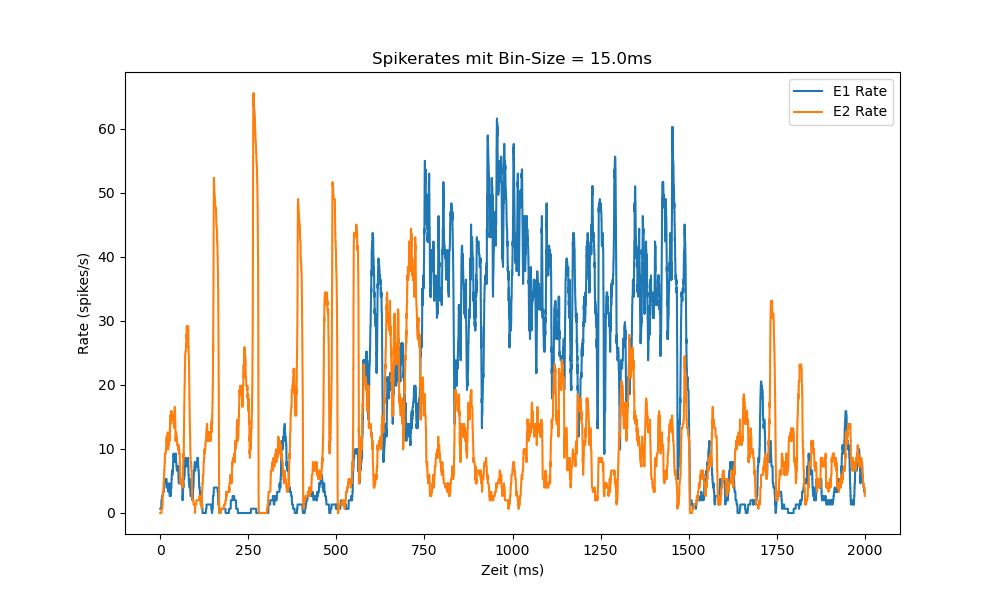 Spikerates mit Bin-Size = 15.0ms
E1 Rate
E2 Rate
Rate (spikes/s)
60
50
40
30
20
10
0
0 250 500 750 1000 1250 1500 1750 2000
Zeit (ms)